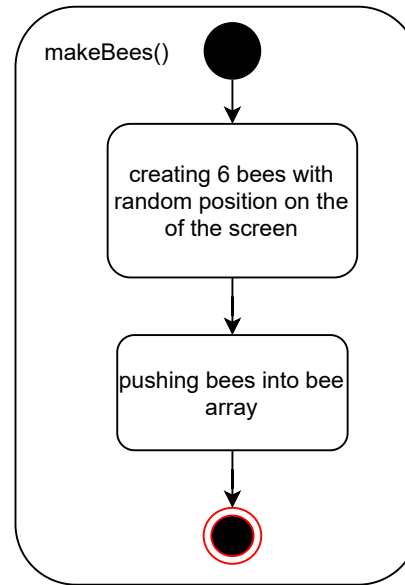 makeBees()
creating 6 bees with
random position on the
of the screen
pushing bees into bee
array